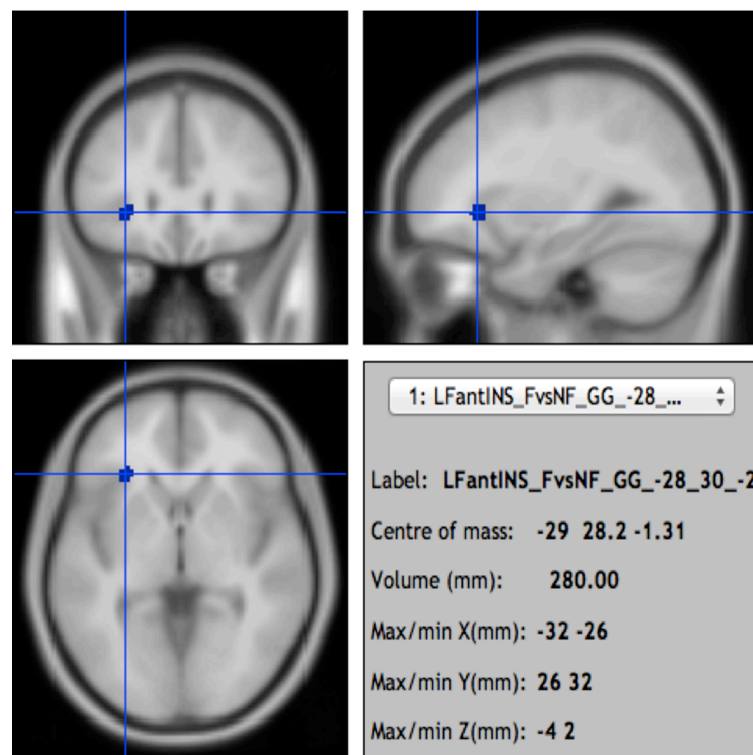 1: LFantINS_FvsNF_GG_-28_...
Label: LFantINS_FvsNF_GG_-28_30_-2
Centre of mass: -29 28.2 -1.31
Volume (mm): 280.00
Max/min X(mm): -32 -26
Max/min Y(mm): 26 32
Max/min Z(mm): -4 2